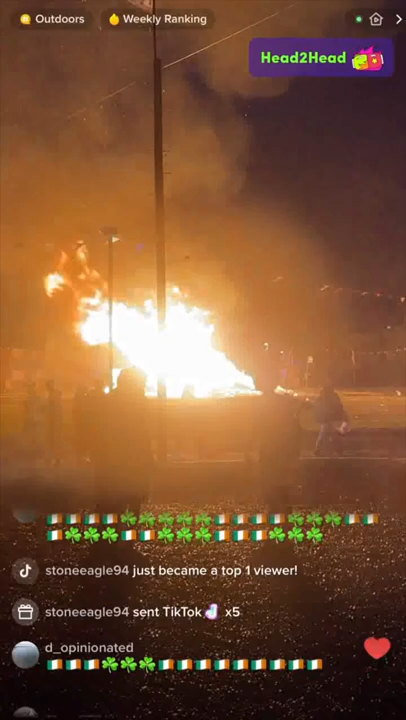 Outdoors
Weekly Ranking
Head2Head
🇮🇪🇮🇪🇮🇪🇮🇪☘️☘️☘️☘️☘️🇮🇪🇮🇪🇮🇪🇮🇪☘️☘️☘️🇮🇪🇮🇪
🇮🇪☘️☘️☘️🇮🇪🇮🇪☘️☘️☘️🇮🇪🇮🇪🇮🇪☘️☘️☘️
stoneeagle94 just became a top 1 viewer!
stoneeagle94 sent TikTok x5
d_opinionated
🇮🇪🇮🇪🇮🇪☘️☘️☘️🇮🇪🇮🇪🇮🇪🇮🇪🇮🇪🇮🇪🇮🇪🇮🇪🇮🇪